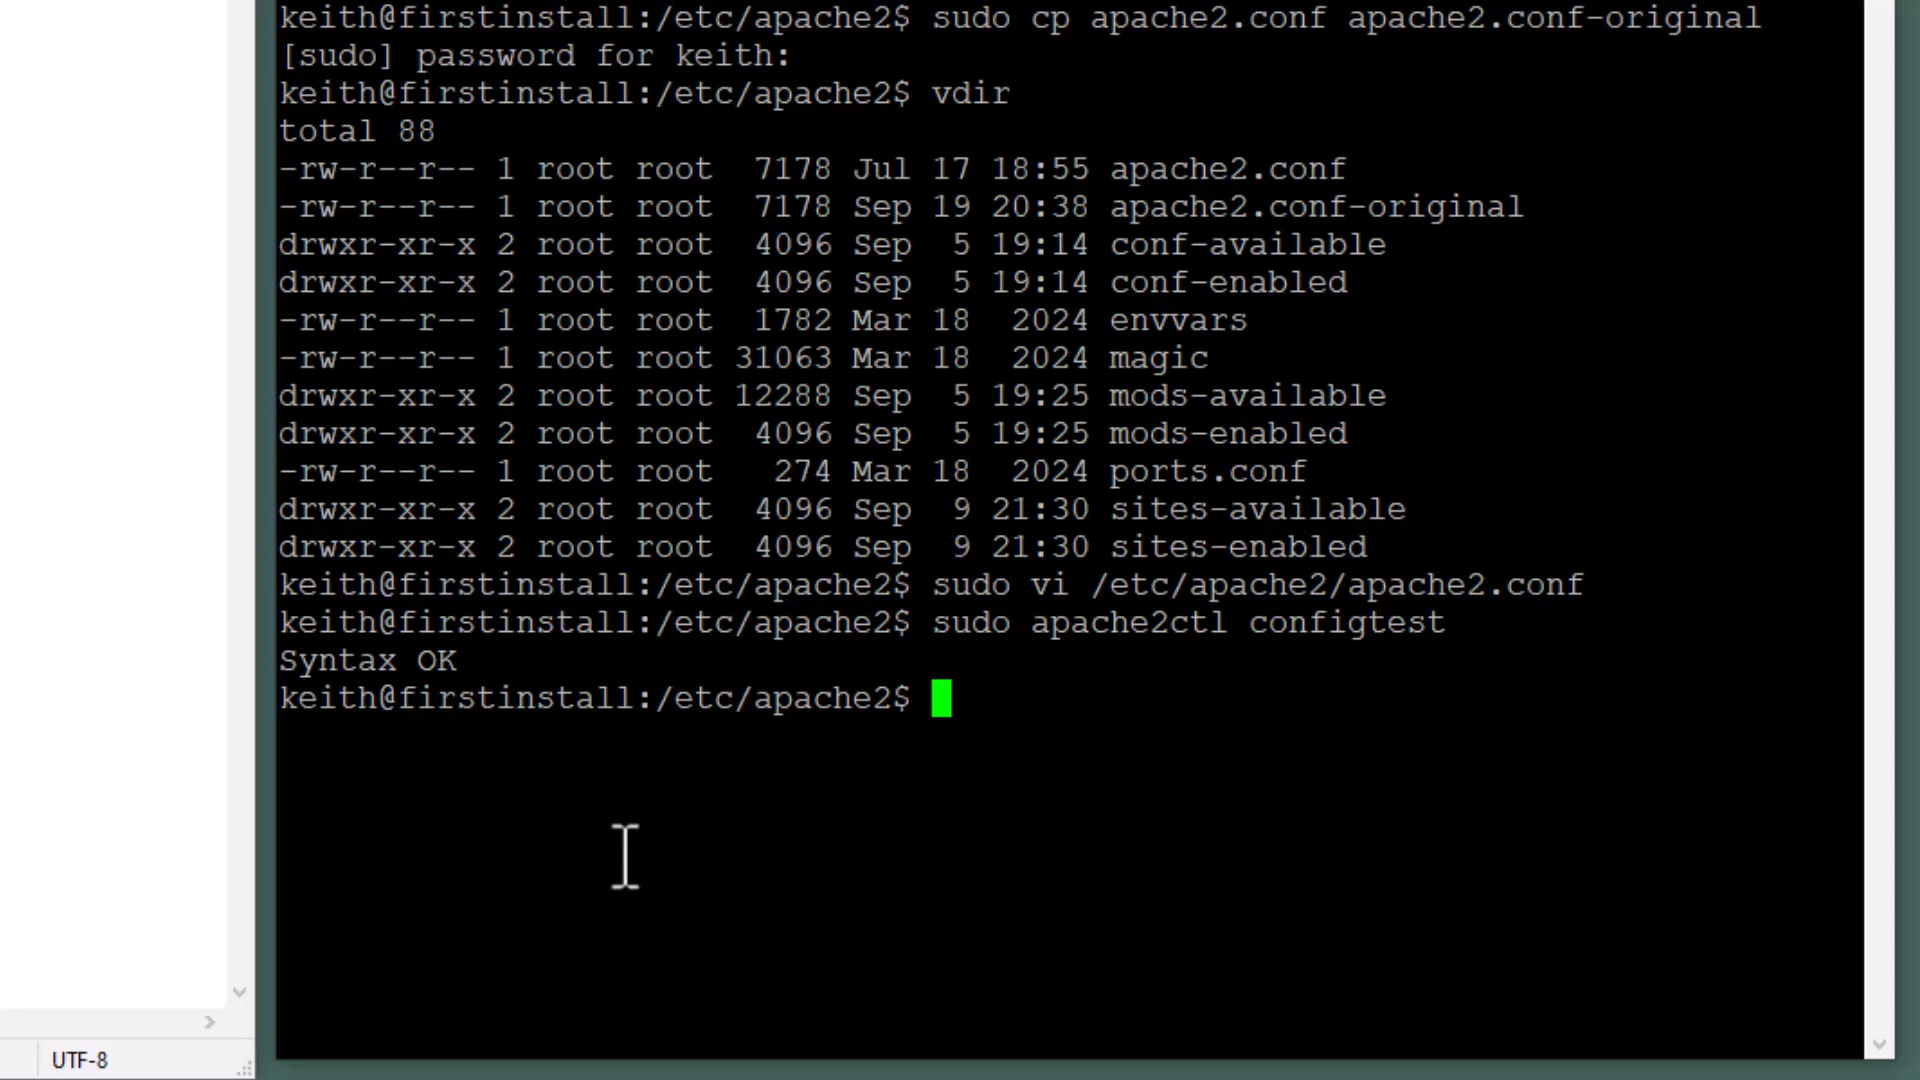 keith@firstinstall:/etc/apache2$ sudo cp apache2.conf apache2.conf-original
[sudo] password for keith:
keith@firstinstall:/etc/apache2$ vdir
total 88
-rw-r--r-- 1 root root  7178 Jul 17 18:55 apache2.conf
-rw-r--r-- 1 root root  7178 Sep 19 20:38 apache2.conf-original
drwxr-xr-x 2 root root  4096 Sep  5 19:14 conf-available
drwxr-xr-x 2 root root  4096 Sep  5 19:14 conf-enabled
-rw-r--r-- 1 root root  1782 Mar 18  2024 envvars
-rw-r--r-- 1 root root 31063 Mar 18  2024 magic
drwxr-xr-x 2 root root 12288 Sep  5 19:25 mods-available
drwxr-xr-x 2 root root  4096 Sep  5 19:25 mods-enabled
-rw-r--r-- 1 root root   274 Mar 18  2024 ports.conf
drwxr-xr-x 2 root root  4096 Sep  9 21:30 sites-available
drwxr-xr-x 2 root root  4096 Sep  9 21:30 sites-enabled
keith@firstinstall:/etc/apache2$ sudo vi /etc/apache2/apache2.conf
keith@firstinstall:/etc/apache2$ sudo apache2ctl configtest
Syntax OK
keith@firstinstall:/etc/apache2$
UTF-8